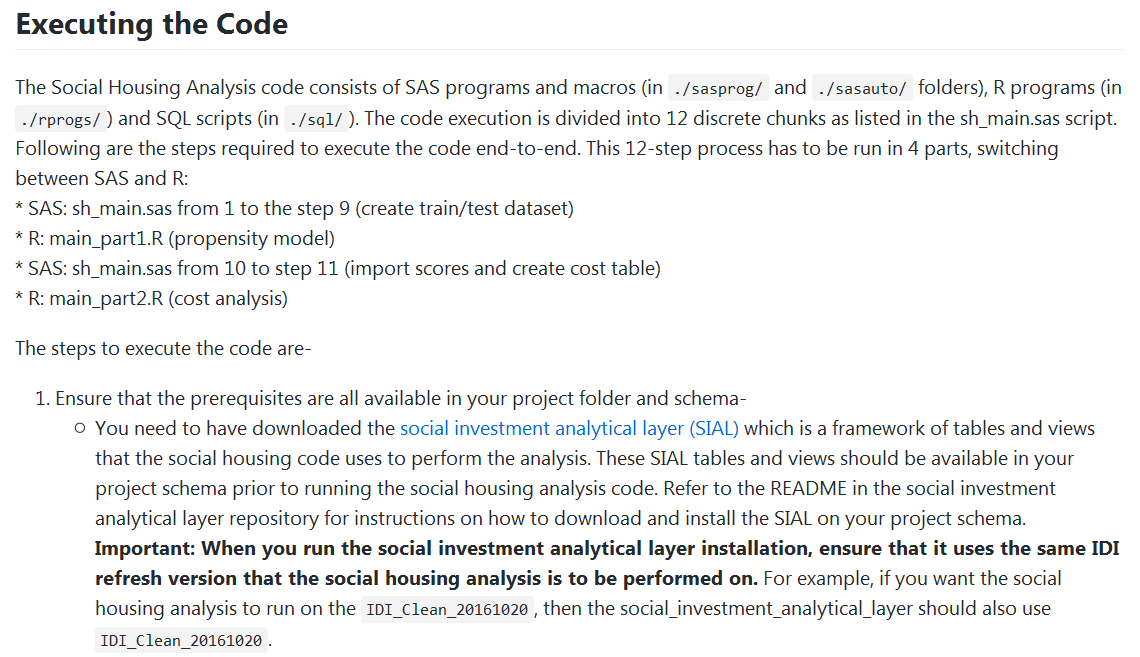 Executing the Code
The Social Housing Analysis code consists of SAS programs and macros (in ./sasprog/ and ./sasauto/ folders), R programs (in
./rprogs/ ) and SQL scripts (in ./sql/ ). The code execution is divided into 12 discrete chunks as listed in the sh_main.sas script.
Following are the steps required to execute the code end-to-end. This 12-step process has to be run in 4 parts, switching
between SAS and R:
* SAS: sh_main.sas from 1 to the step 9 (create train/test dataset)
* R: main_part1.R (propensity model)
* SAS: sh_main.sas from 10 to step 11 (import scores and create cost table)
* R: main_part2.R (cost analysis)
The steps to execute the code are-
1. Ensure that the prerequisites are all available in your project folder and schema-
○ You need to have downloaded the social investment analytical layer (SIAL) which is a framework of tables and views
that the social housing code uses to perform the analysis. These SIAL tables and views should be available in your
project schema prior to running the social housing analysis code. Refer to the README in the social investment
analytical layer repository for instructions on how to download and install the SIAL on your project schema.
Important: When you run the social investment analytical layer installation, ensure that it uses the same IDI
refresh version that the social housing analysis is to be performed on. For example, if you want the social
housing analysis to run on the IDI_Clean_20161020 , then the social_investment_analytical_layer should also use
IDI_Clean_20161020 .